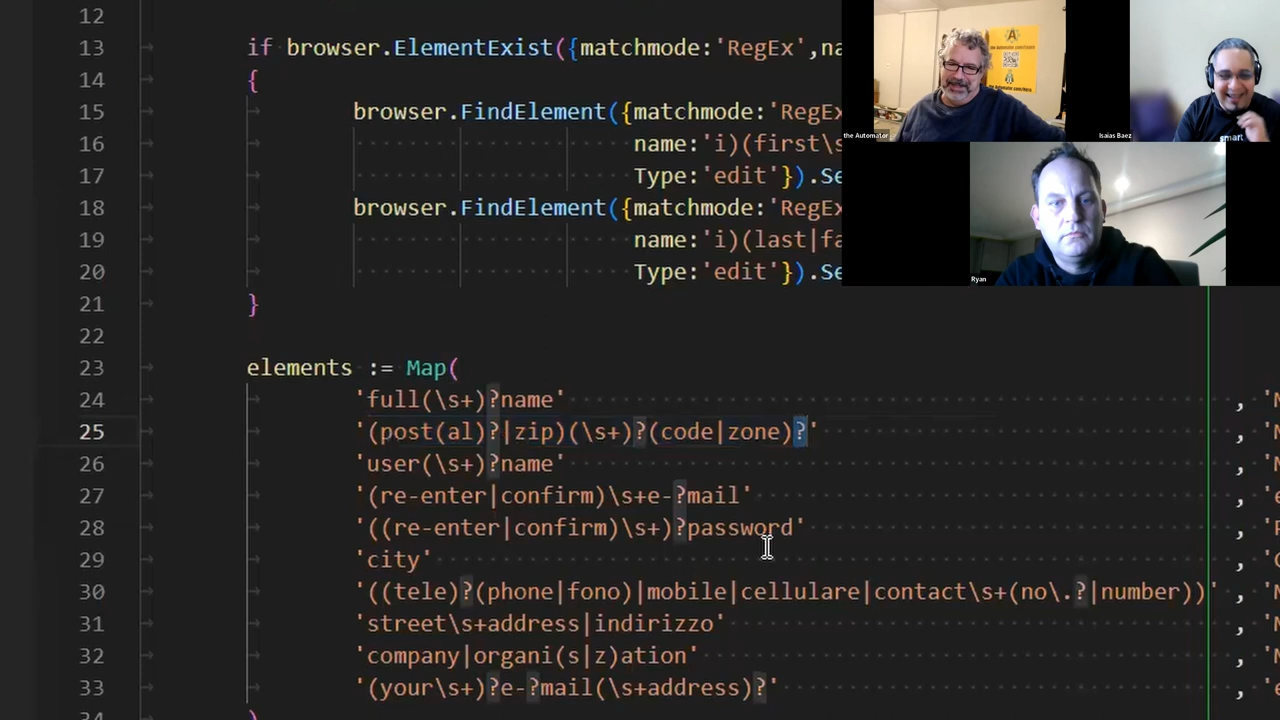 12
13 if browser.ElementExist({matchmode:'RegEx',na
14 {
15 browser.FindElement({matchmode:'RegEx
16 name:'i)(first\s
17 Type:'edit'}).Se
18 browser.FindElement({matchmode:'RegEx
19 name:'i)(last|fa
20 Type:'edit'}).Se
21 }
22
23 elements := Map(
24 'full(\s+)?name' ,
25 '(post(al)?|zip)(\s+)?(code|zone)?' ,
26 'user(\s+)?name' ,
27 '(re-enter|confirm)\s+e-?mail' , 'e
28 '((re-enter|confirm)\s+)?password' ,
29 'city' ,
30 '((tele)?(phone|fono)|mobile|cellulare|contact\s+(no\.?|number))' ,
31 'street\s+address|indirizzo' ,
32 'company|organi(s|z)ation' ,
33 '(your\s+)?e-?mail(\s+address)?' , 'e
34 )
the Automator
Isaias Baez
smart
Ryan